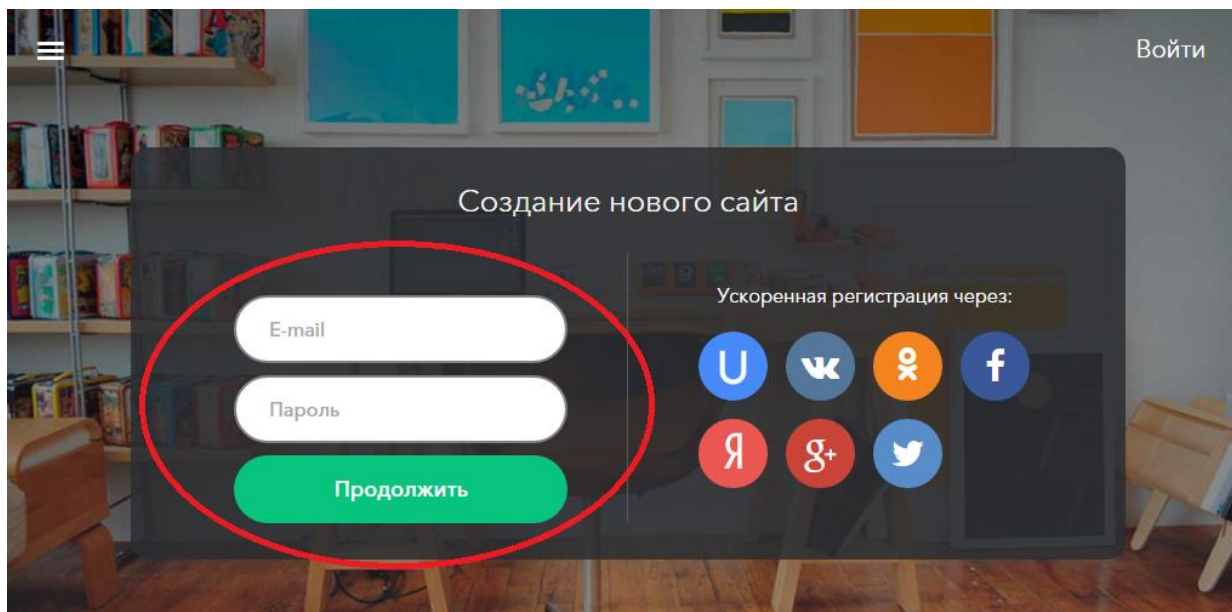 Войти
Создание нового сайта
E-mail
Пароль
Продолжить
Ускоренная регистрация через:
U
Я
g+